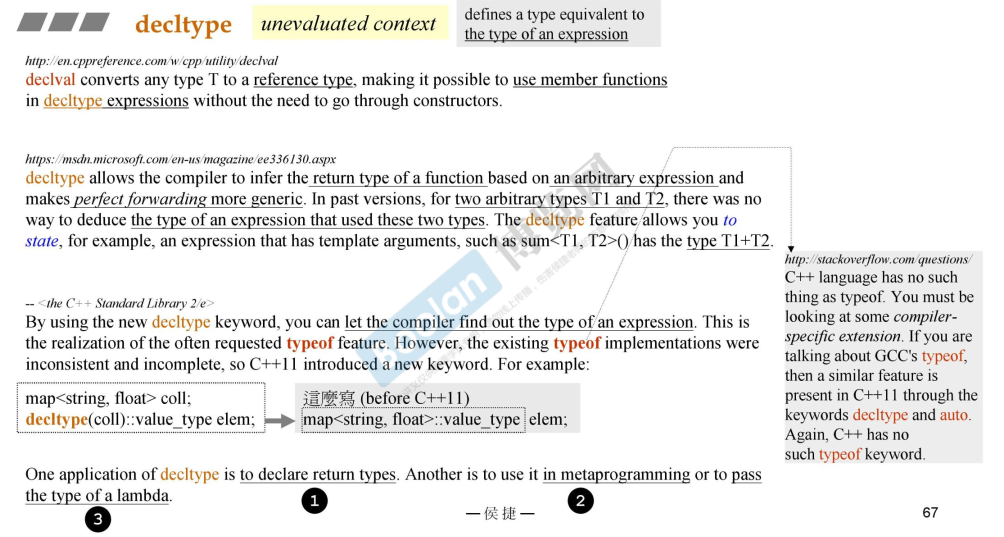 decltype
unevaluated context
defines a type equivalent to
the type of an expression
http://en.cppreference.com/w/cpp/utility/declval
declval converts any type T to a reference type, making it possible to use member functions
in decltype expressions without the need to go through constructors.
https://msdn.microsoft.com/en-us/magazine/ee336130.aspx
decltype allows the compiler to infer the return type of a function based on an arbitrary expression and
makes perfect forwarding more generic. In past versions, for two arbitrary types T1 and T2, there was no
way to deduce the type of an expression that used these two types. The decltype feature allows you to
state, for example, an expression that has template arguments, such as sum<T1, T2>() has the type T1+T2.
-- <the C++ Standard Library 2/e>
By using the new decltype keyword, you can let the compiler find out the type of an expression. This is
the realization of the often requested typeof feature. However, the existing typeof implementations were
inconsistent and incomplete, so C++11 introduced a new keyword. For example:
map<string, float> coll;
decltype(coll)::value_type elem;
這麼寫 (before C++11)
map<string, float>::value_type elem;
http://stackoverflow.com/questions/
C++ language has no such
thing as typeof. You must be
looking at some compiler-
specific extension. If you are
talking about GCC's typeof,
then a similar feature is
present in C++11 through the
keywords decltype and auto.
Again, C++ has no
such typeof keyword.
One application of decltype is to declare return types. Another is to use it in metaprogramming or to pass
the type of a lambda.
1
2
3
—侯捷—
67
Boolan
博览网